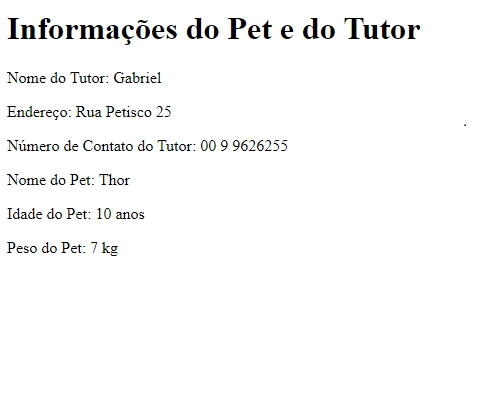 Informações do Pet e do Tutor
Nome do Tutor: Gabriel
Endereço: Rua Petisco 25
Número de Contato do Tutor: 00 9 9626255
Nome do Pet: Thor
Idade do Pet: 10 anos
Peso do Pet: 7 kg